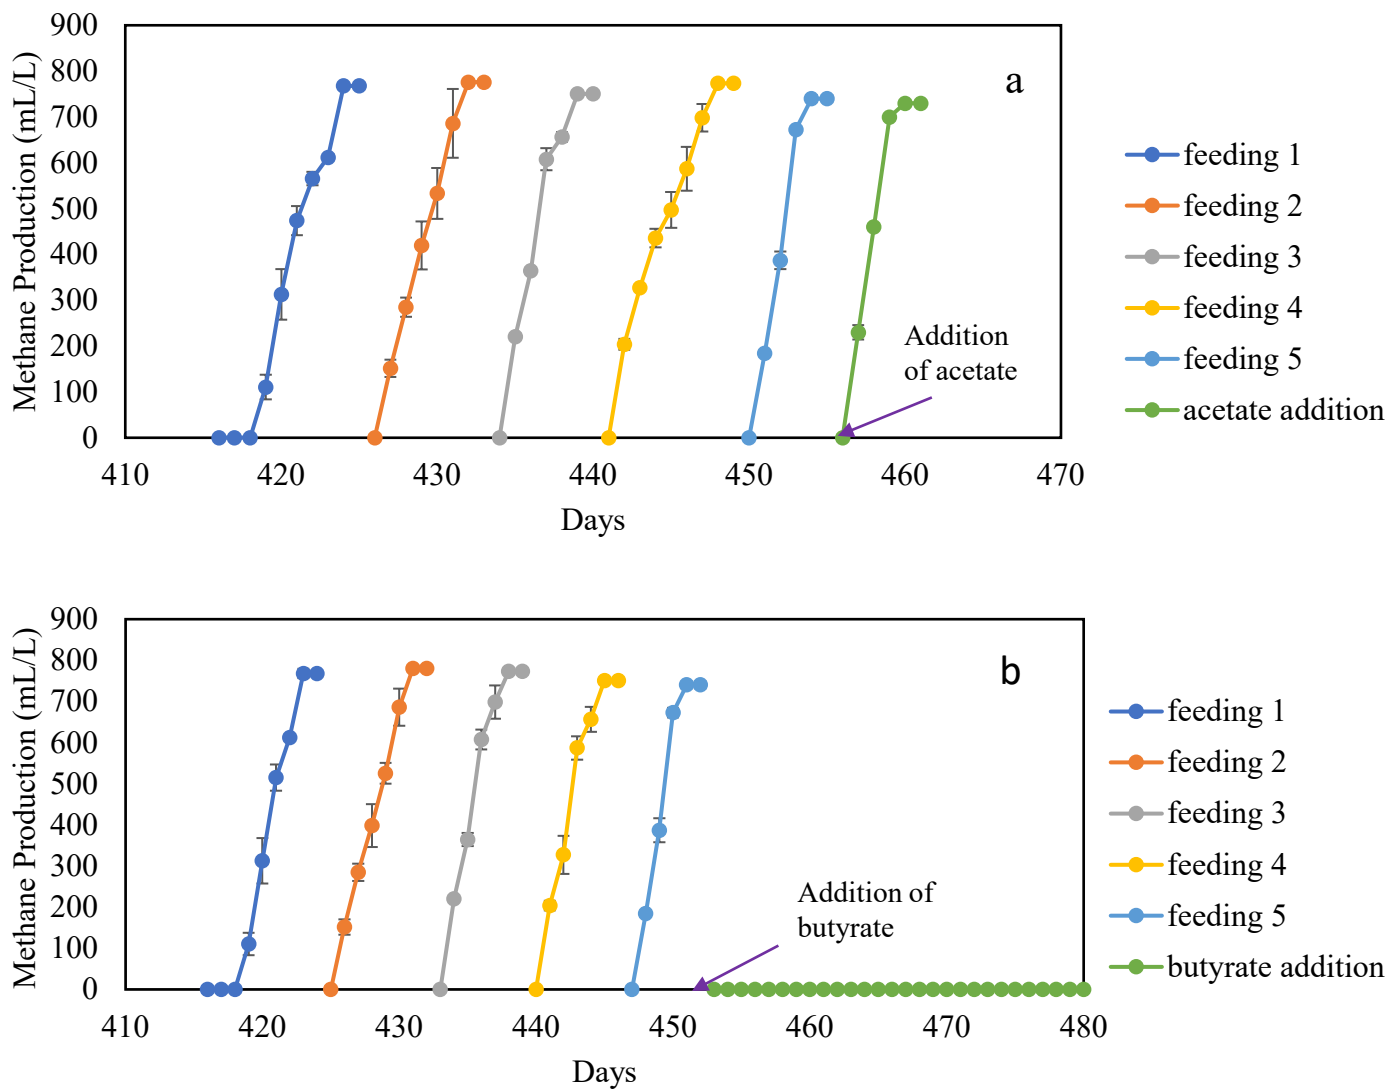 Methane Production (mL/L)
900
800
700
600
500
400
300
200
100
0
a
Addition
of acetate
410
420
430
440
450
460
470
Days
feeding 1
feeding 2
feeding 3
feeding 4
feeding 5
acetate addition
Methane Production (mL/L)
900
800
700
600
500
400
300
200
100
0
b
Addition of
butyrate
410
420
430
440
450
460
470
480
Days
feeding 1
feeding 2
feeding 3
feeding 4
feeding 5
butyrate addition